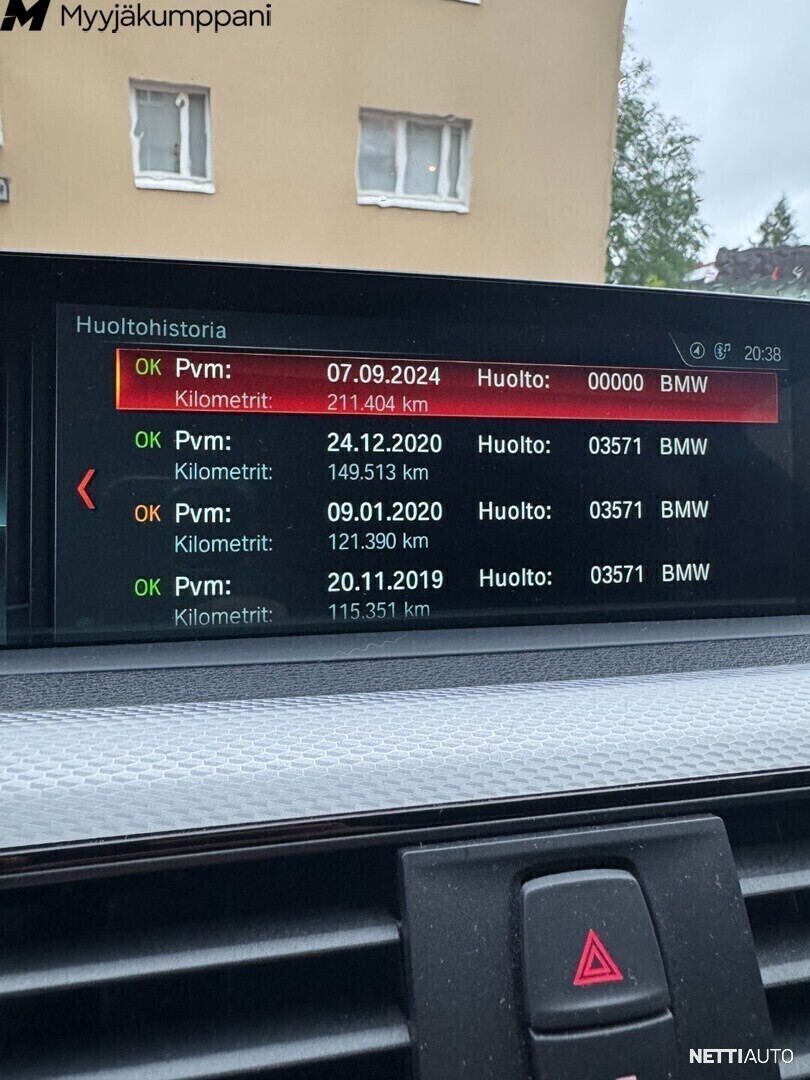 Myyjäkumppani
Huoltohistoria
20:38
OK Pvm: 07.09.2024 Huolto: 00000 BMW
Kilometrit: 211.404 km
OK Pvm: 24.12.2020 Huolto: 03571 BMW
Kilometrit: 149.513 km
OK Pvm: 09.01.2020 Huolto: 03571 BMW
Kilometrit: 121.390 km
OK Pvm: 20.11.2019 Huolto: 03571 BMW
Kilometrit: 115.351 km
NETTIAUTO